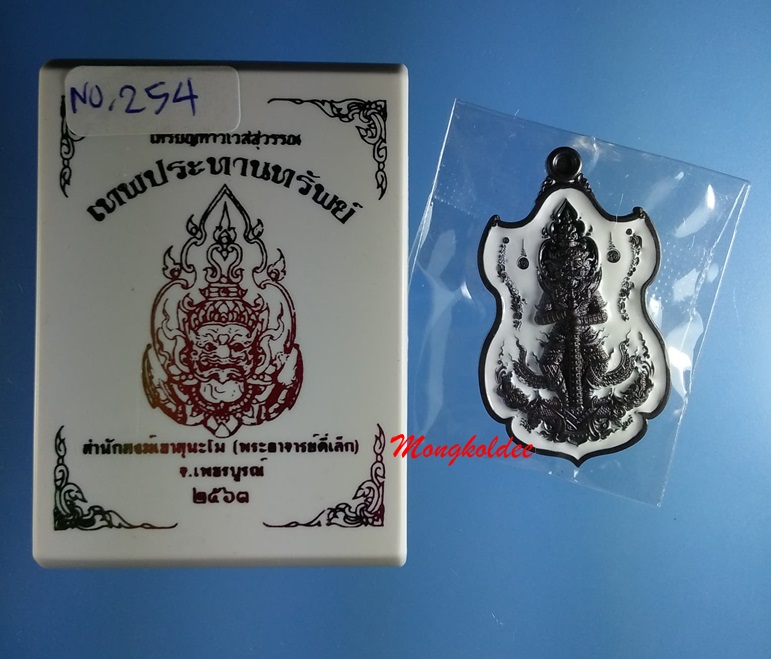 NO.254
เหรียญท้าวเวสสุวรรณ
เทพประทานทรัพย์
สำนักสงฆ์เขาสุนะโม (พระอาจารย์ตี๋เล็ก)
จ.เพชรบูรณ์
๒๕๖๓
Mongkoldee